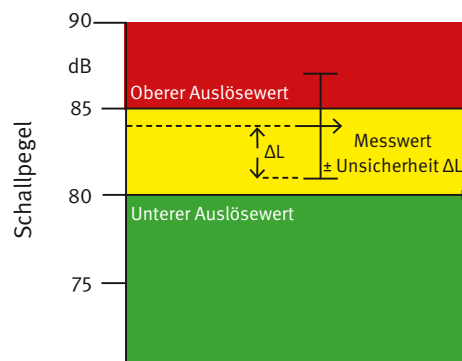 90
dB
Oberer Auslösewert
85
Messwert
± Unsicherheit ΔL
ΔL
80
Unterer Auslösewert
75
Schallpegel